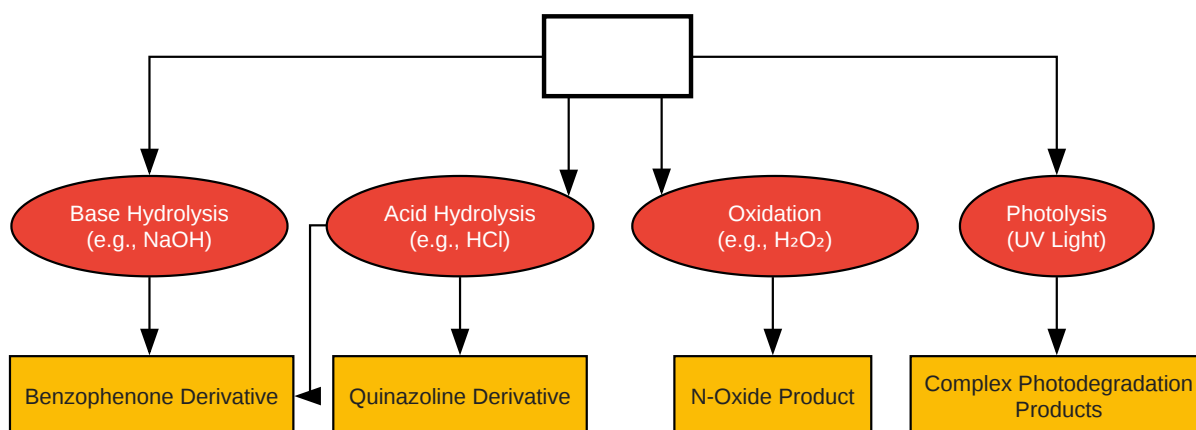 Base Hydrolysis
(e.g., NaOH)
Acid Hydrolysis
(e.g., HCl)
Oxidation
(e.g., H₂O₂)
Photolysis
(UV Light)
Benzophenone Derivative
Quinazoline Derivative
N-Oxide Product
Complex Photodegradation
Products